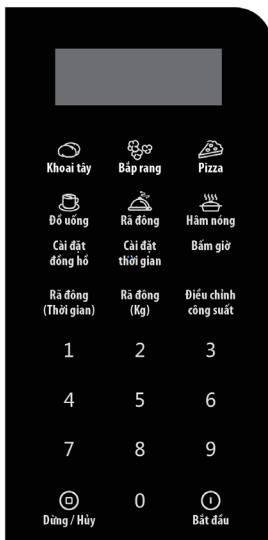 Khoai tây Bắp rang Pizza
Đồ uống Rã đông Hâm nóng
Cài đặt Cài đặt Bấm giờ
đồng hồ thời gian
Rã đông Rã đông Điều chỉnh
(Thời gian) (Kg) công suất
1 2 3
4 5 6
7 8 9
0
Dừng / Hủy Bắt đầu